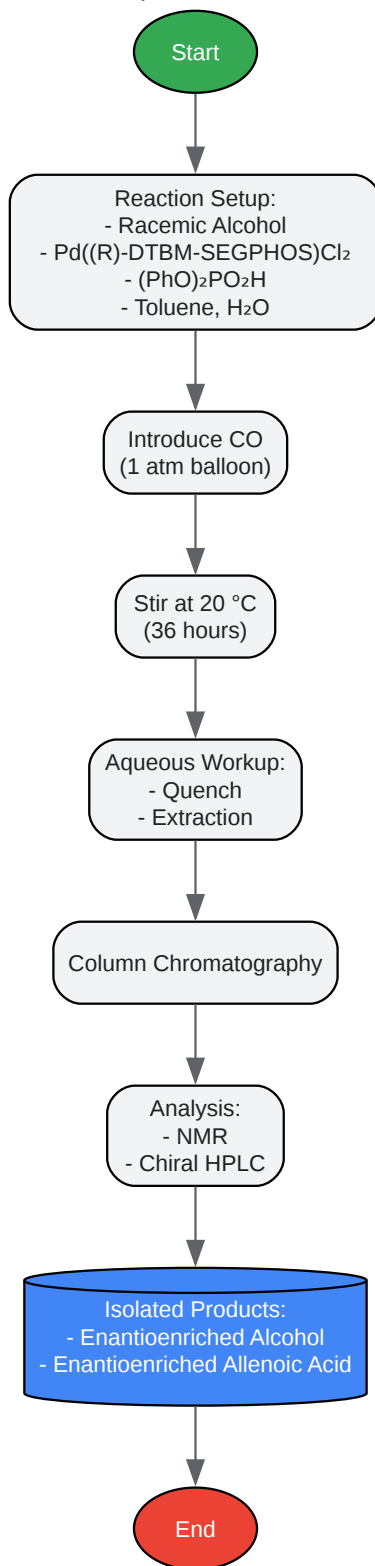 Start
Reaction Setup:
- Racemic Alcohol
- Pd((R)-DTBM-SEGPHOS)Cl₂
- (PhO)₂PO₂H
- Toluene, H₂O
Introduce CO
(1 atm balloon)
Stir at 20 °C
(36 hours)
Aqueous Workup:
- Quench
- Extraction
Column Chromatography
Analysis:
- NMR
- Chiral HPLC
Isolated Products:
- Enantioenriched Alcohol
- Enantioenriched Allenoic Acid
End